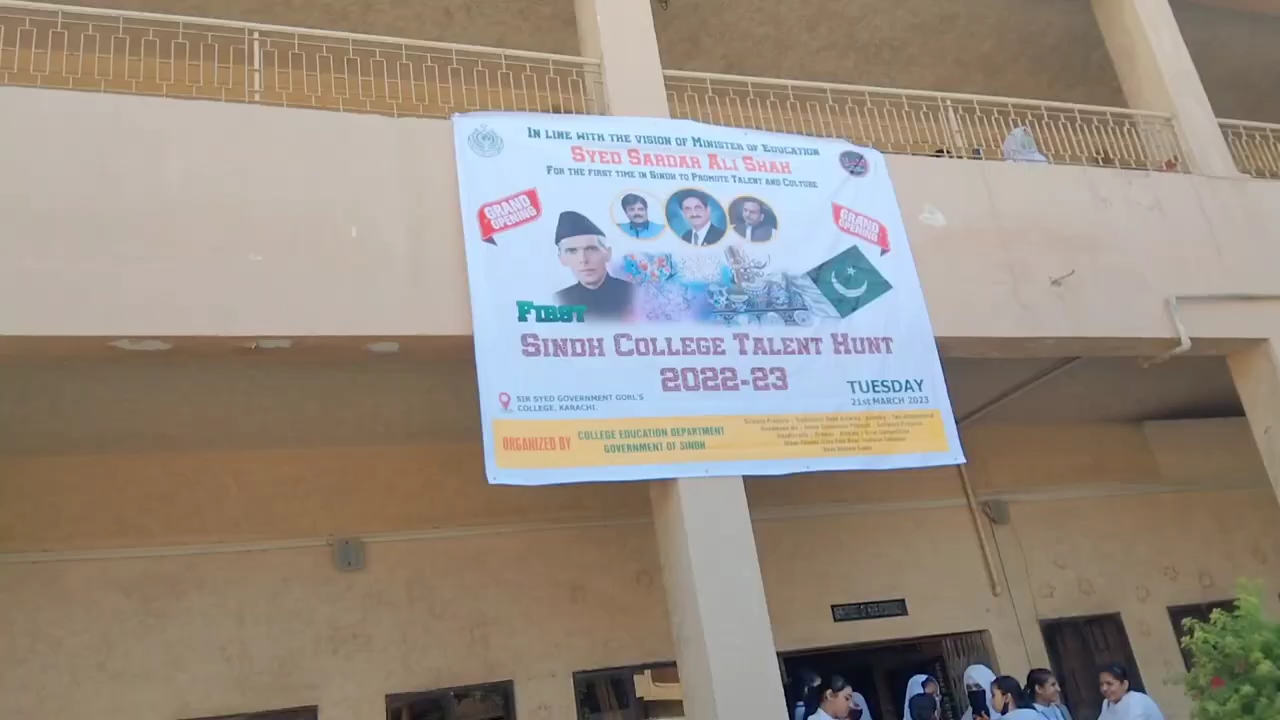 IN LINE WITH THE VISION OF MINISTER OF EDUCATION
SYED SARDAR ALI SHAH
FOR THE FIRST TIME IN SINDH TO PROMOTE TALENT AND CULTURE
GRAND OPENING
GRAND OPENING
FIRST
SINDH COLLEGE TALENT HUNT
2022-23
SIR SYED GOVERNMENT GORL'S
COLLEGE, KARACHI.
TUESDAY
21st MARCH 2023
ORGANIZED BY
COLLEGE EDUCATION DEPARTMENT
GOVERNMENT OF SINDH